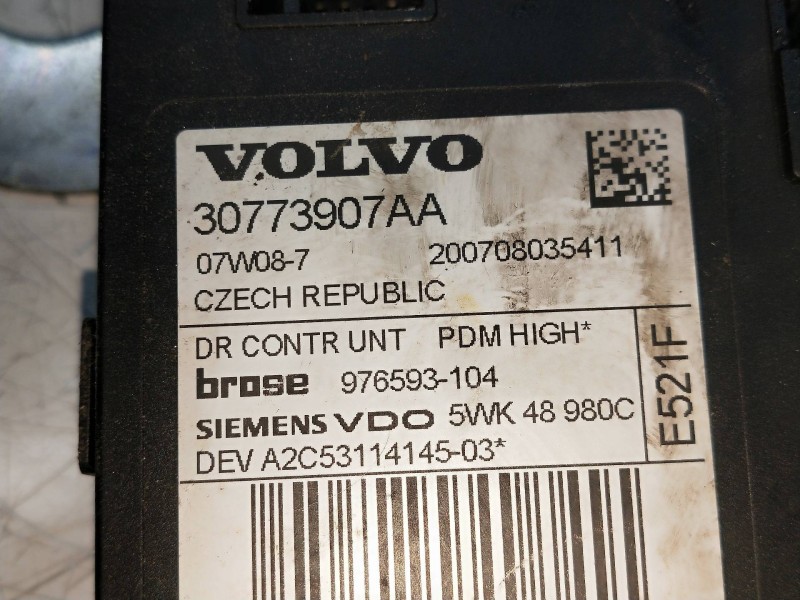 VOLVO
30773907AA
07W08-7 200708035411
CZECH REPUBLIC
DR CONTR UNT PDM HIGH*
brose 976593-104
SIEMENS VDO 5WK 48 980C
DEV A2C53114145-03*
E521F